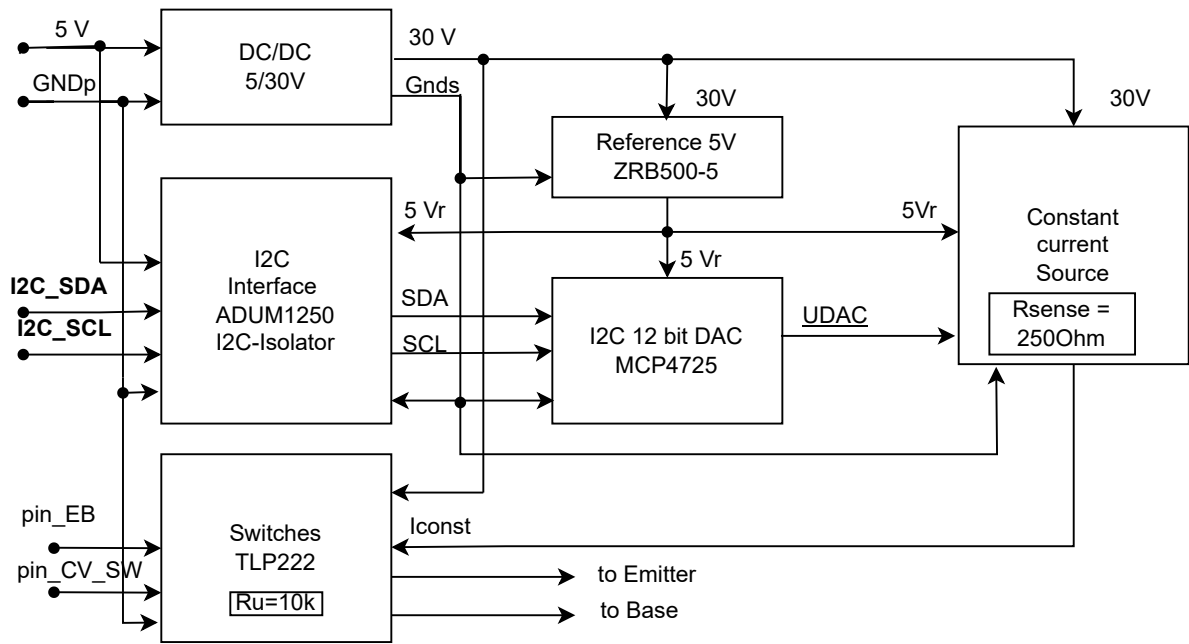 5 V
GNDp
DC/DC
5/30V
30 V
Gnds
30V
30V
Reference 5V
ZRB500-5
5 Vr
5Vr
5 Vr
I2C
Interface
ADUM1250
I2C-Isolator
I2C_SDA
I2C_SCL
SDA
SCL
I2C 12 bit DAC
MCP4725
UDAC
Constant
current
Source
Rsense =
250Ohm
pin_EB
pin_CV_SW
Switches
TLP222
Ru=10k
Iconst
to Emitter
to Base